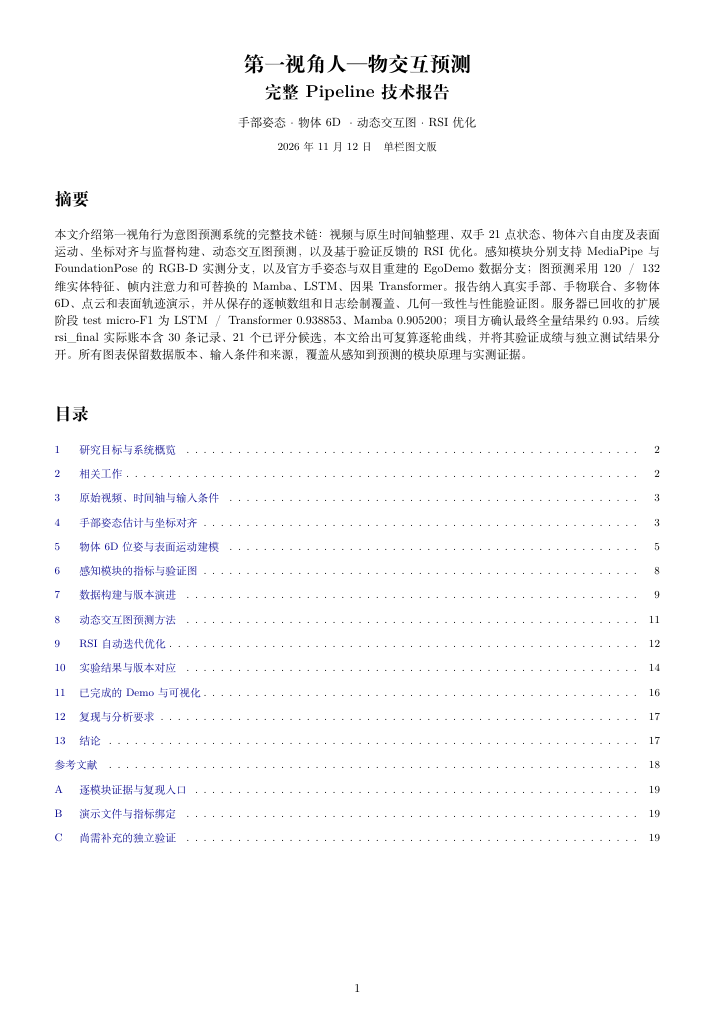 第一视角人—物交互预测
完整 Pipeline 技术报告
手部姿态 · 物体 6D · 动态交互图 · RSI 优化
2026 年 11 月 12 日 单栏图文版
摘要
本文介绍第一视角行为意图预测系统的完整技术链：视频与原生时间轴整理、双手 21 点状态、物体六自由度及表面
运动、坐标对齐与监督构建、动态交互图预测，以及基于验证反馈的 RSI 优化。感知模块分别支持 MediaPipe 与
FoundationPose 的 RGB-D 实测分支，以及官方手姿态与双目重建的 EgoDemo 数据分支；图预测采用 120 / 132
维实体特征、帧内注意力和可替换的 Mamba、LSTM、因果 Transformer。报告纳入真实手部、手物联合、多物体
6D、点云和表面轨迹演示，并从保存的逐帧数组和日志绘制覆盖、几何一致性与性能验证图。服务器已回收的扩展
阶段 test micro-F1 为 LSTM / Transformer 0.938853、Mamba 0.905200；项目方确认最终全量结果约 0.93。后续
rsi_final 实际账本含 30 条记录、21 个已评分候选，本文给出可复算逐轮曲线，并将其验证成绩与独立测试结果分
开。所有图表保留数据版本、输入条件和来源，覆盖从感知到预测的模块原理与实测证据。
目录
1 研究目标与系统概览 . . . . . . . . . . . . . . . . . . . . 2
2 相关工作 . . . . . . . . . . . . . . . . . . . . 2
3 原始视频、时间轴与输入条件 . . . . . . . . . . . . . . . . . . . . 3
4 手部姿态估计与坐标对齐 . . . . . . . . . . . . . . . . . . . . 3
5 物体 6D 位姿与表面运动建模 . . . . . . . . . . . . . . . . . . . . 5
6 感知模块的指标与验证图 . . . . . . . . . . . . . . . . . . . . 8
7 数据构建与版本演进 . . . . . . . . . . . . . . . . . . . . 9
8 动态交互图预测方法 . . . . . . . . . . . . . . . . . . . . 11
9 RSI 自动迭代优化 . . . . . . . . . . . . . . . . . . . . 12
10 实验结果与版本对应 . . . . . . . . . . . . . . . . . . . . 14
11 已完成的 Demo 与可视化 . . . . . . . . . . . . . . . . . . . . 16
12 复现与分析要求 . . . . . . . . . . . . . . . . . . . . 17
13 结论 . . . . . . . . . . . . . . . . . . . . 17
参考文献 . . . . . . . . . . . . . . . . . . . . 18
A 逐模块证据与复现入口 . . . . . . . . . . . . . . . . . . . . 19
B 演示文件与指标绑定 . . . . . . . . . . . . . . . . . . . . 19
C 尚需补充的独立验证 . . . . . . . . . . . . . . . . . . . . 19
1